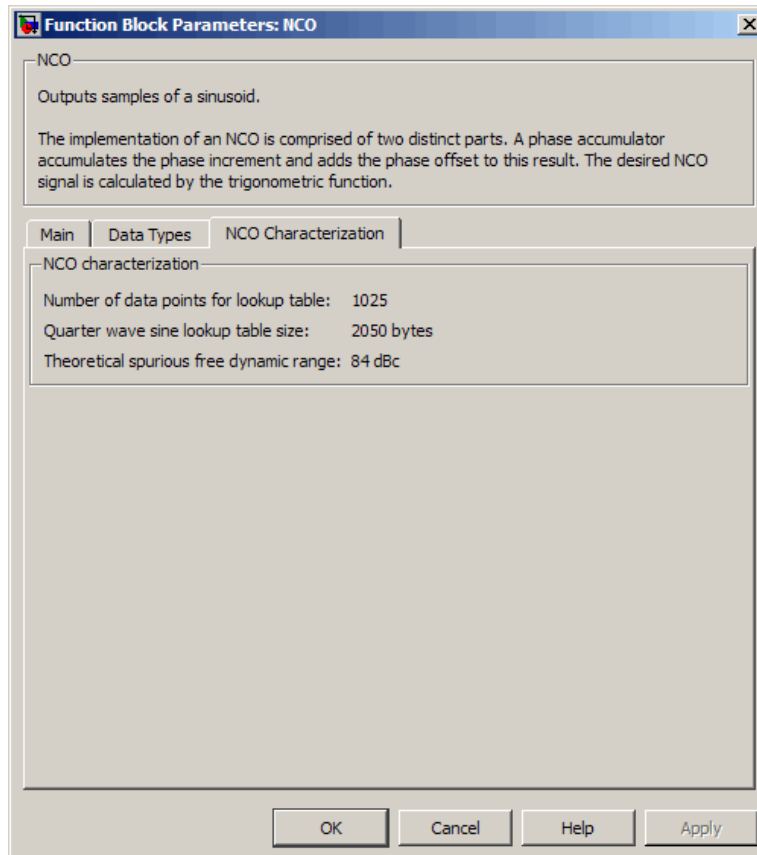 Function Block Parameters: NCO
NCO
Outputs samples of a sinusoid.
The implementation of an NCO is comprised of two distinct parts. A phase accumulator
accumulates the phase increment and adds the phase offset to this result. The desired NCO
signal is calculated by the trigonometric function.
Main Data Types NCO Characterization
NCO characterization
Number of data points for lookup table: 1025
Quarter wave sine lookup table size: 2050 bytes
Theoretical spurious free dynamic range: 84 dBc
OK Cancel Help Apply